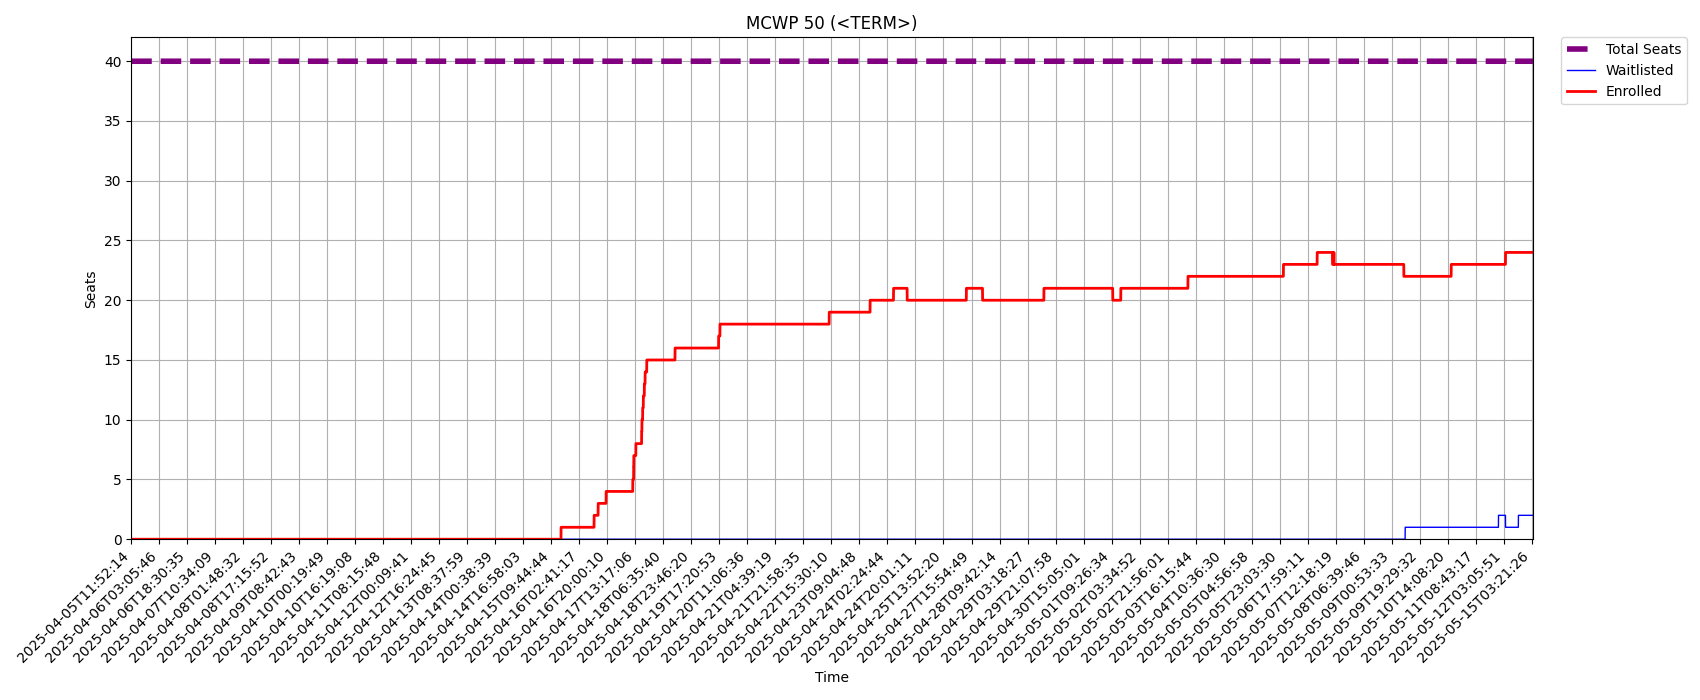 MCWP 50 (<TERM>)
Total Seats
Waitlisted
Enrolled
Seats
40
35
30
25
20
15
10
5
0
2025-04-05T11:52:14
2025-04-06T03:05:46
2025-04-06T18:30:35
2025-04-07T10:34:09
2025-04-08T01:48:32
2025-04-08T17:15:52
2025-04-09T08:42:43
2025-04-10T00:19:49
2025-04-10T16:19:08
2025-04-11T08:15:48
2025-04-12T00:09:41
2025-04-12T16:24:45
2025-04-13T08:37:59
2025-04-14T00:38:39
2025-04-14T16:58:03
2025-04-15T09:44:44
2025-04-16T02:41:17
2025-04-16T20:00:10
2025-04-17T13:17:06
2025-04-18T06:35:40
2025-04-18T23:46:20
2025-04-19T17:20:53
2025-04-20T11:06:36
2025-04-21T04:39:19
2025-04-21T21:58:35
2025-04-22T15:30:10
2025-04-23T09:04:48
2025-04-24T02:24:44
2025-04-24T20:01:11
2025-04-25T13:52:20
2025-04-27T15:54:49
2025-04-28T09:42:14
2025-04-29T03:18:27
2025-04-29T21:07:58
2025-04-30T15:05:01
2025-05-01T09:26:34
2025-05-02T03:34:52
2025-05-02T21:56:01
2025-05-03T16:15:44
2025-05-04T10:36:30
2025-05-05T04:56:58
2025-05-05T23:03:30
2025-05-06T17:59:11
2025-05-07T12:18:19
2025-05-08T06:39:46
2025-05-09T00:53:33
2025-05-09T19:29:32
2025-05-10T14:08:20
2025-05-11T08:43:17
2025-05-12T03:05:51
2025-05-15T03:21:26
Time